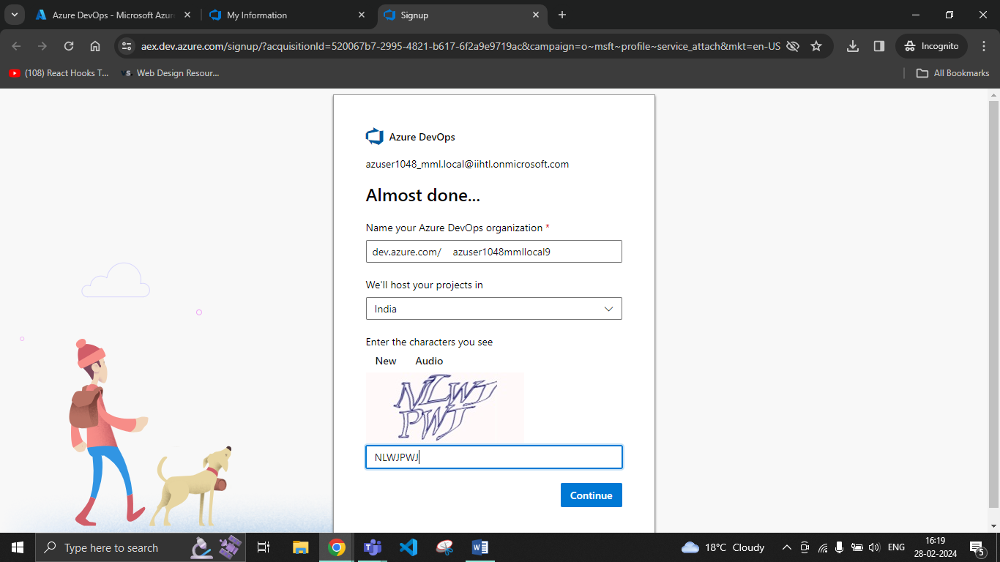 Azure DevOps - Microsoft Azure
My Information
Signup
aex.dev.azure.com/signup/?acquisitionId=520067b7-2995-4821-b617-6f2a9e9719ac&campaign=o~msft~profile~service_attach&mkt=en-US
Incognito
(108) React Hooks T...
VS
Web Design Resour...
All Bookmarks
Azure DevOps
azuser1048_mml.local@iihtl.onmicrosoft.com
Almost done...
Name your Azure DevOps organization *
dev.azure.com/ azuser1048mmllocal9
We'll host your projects in
India
Enter the characters you see
New Audio
NLWJ
PWJ
NLWJPWJ
Continue
Type here to search
18°C Cloudy
ENG
16:19
28-02-2024
5